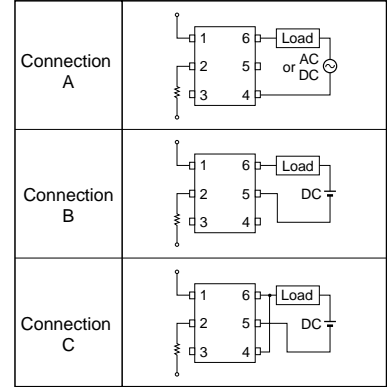 Connection
A
1 6 Load
2 5 or AC
DC
3 4
Connection
B
1 6 Load
2 5 DC
3 4
Connection
C
1 6 Load
2 5 DC
3 4